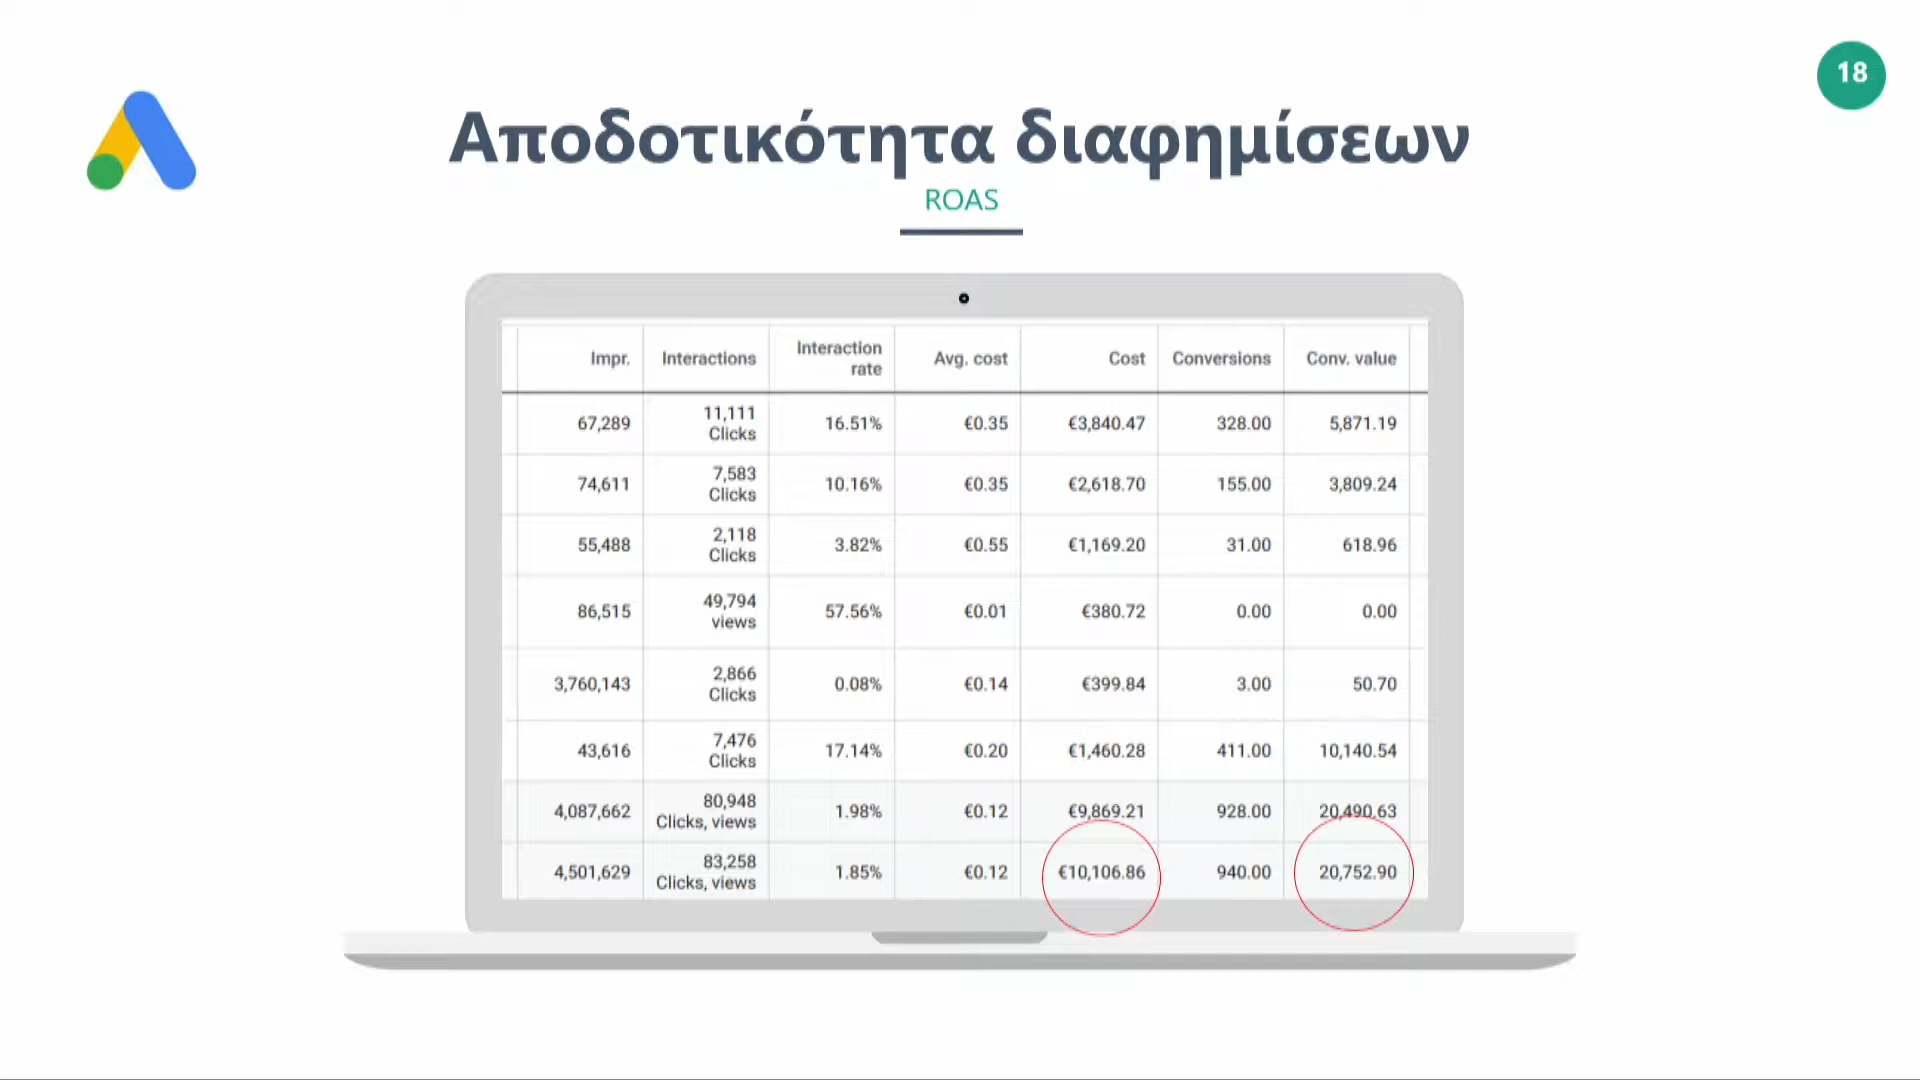 18
Αποδοτικότητα διαφημίσεων
ROAS
Impr. Interactions Interaction rate Avg. cost Cost Conversions Conv. value
67,289 11,111 Clicks 16.51% €0.35 €3,840.47 328.00 5,871.19
74,611 7,583 Clicks 10.16% €0.35 €2,618.70 155.00 3,809.24
55,488 2,118 Clicks 3.82% €0.55 €1,169.20 31.00 618.96
86,515 49,794 views 57.56% €0.01 €380.72 0.00 0.00
3,760,143 2,866 Clicks 0.08% €0.14 €399.84 3.00 50.70
43,616 7,476 Clicks 17.14% €0.20 €1,460.28 411.00 10,140.54
4,087,662 80,948 Clicks, views 1.98% €0.12 €9,869.21 928.00 20,490.63
4,501,629 83,258 Clicks, views 1.85% €0.12 €10,106.86 940.00 20,752.90